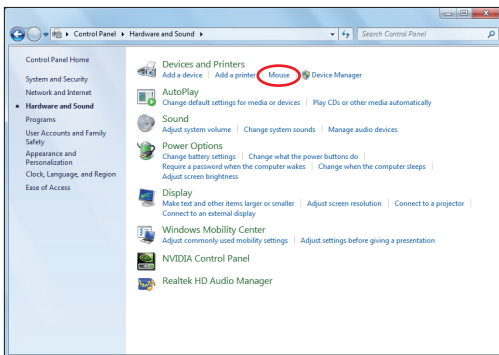 Control Panel ▸ Hardware and Sound ▸
Search Control Panel
Control Panel Home
System and Security
Network and Internet
Hardware and Sound
Programs
User Accounts and Family
Safety
Appearance and
Personalization
Clock, Language, and Region
Ease of Access
Devices and Printers
Add a device | Add a printer | Mouse | Device Manager
AutoPlay
Change default settings for media or devices | Play CDs or other media automatically
Sound
Adjust system volume | Change system sounds | Manage audio devices
Power Options
Change battery settings | Change what the power buttons do |
Require a password when the computer wakes | Change when the computer sleeps |
Adjust screen brightness
Display
Make text and other items larger or smaller | Adjust screen resolution | Connect to a projector |
Connect to an external display
Windows Mobility Center
Adjust commonly used mobility settings | Adjust settings before giving a presentation
NVIDIA Control Panel
Realtek HD Audio Manager